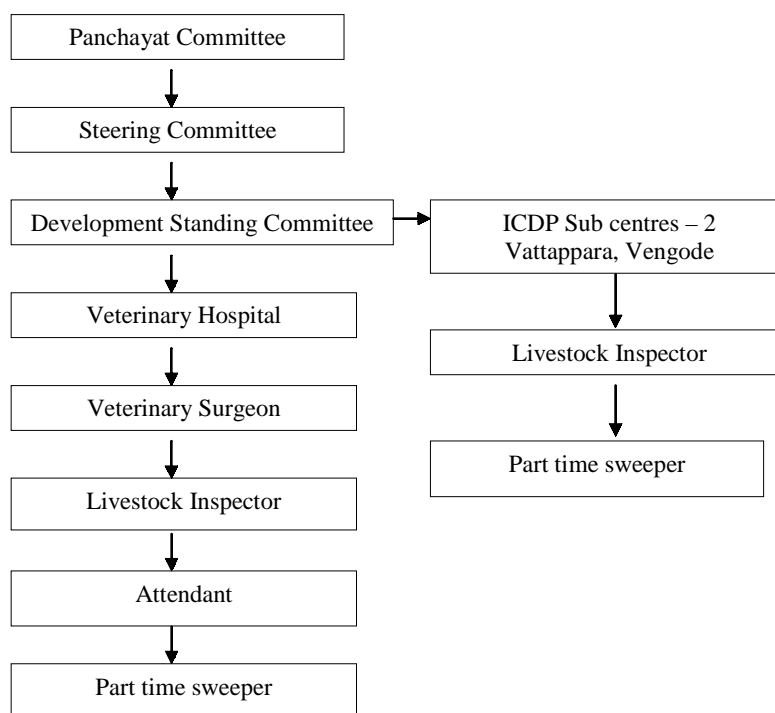 Panchayat Committee
Steering Committee
Development Standing Committee
ICDP Sub centres – 2
Vattappara, Vengode
Veterinary Hospital
Livestock Inspector
Veterinary Surgeon
Part time sweeper
Livestock Inspector
Attendant
Part time sweeper